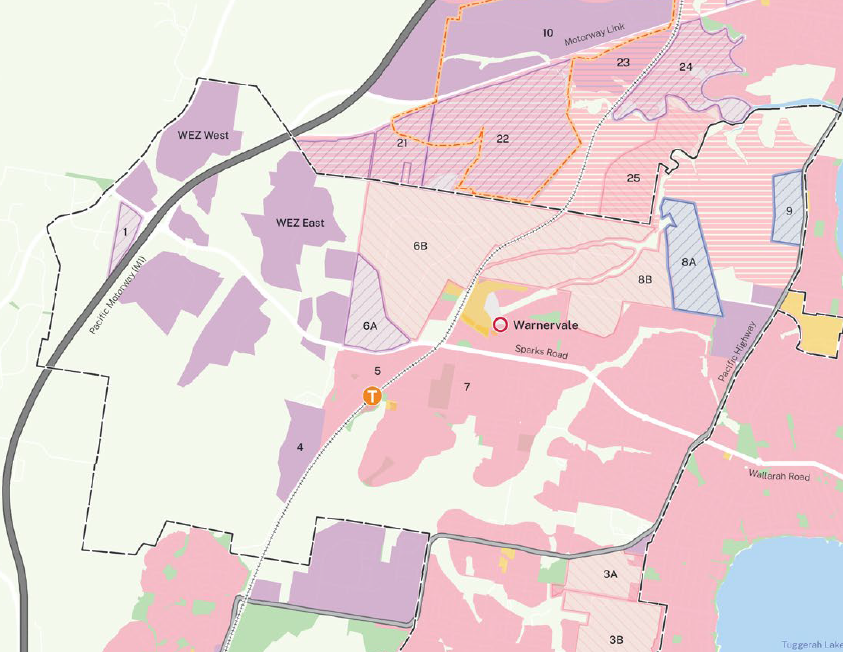 10
Motorway Link
23
24
WEZ West
21
22
25
1
WEZ East
9
6B
8A
8B
Pacific Motorway (M1)
6A
Warnervale
Sparks Road
Pacific Highway
5
7
T
4
Wallarah Road
3A
3B
Tuggerah Lake